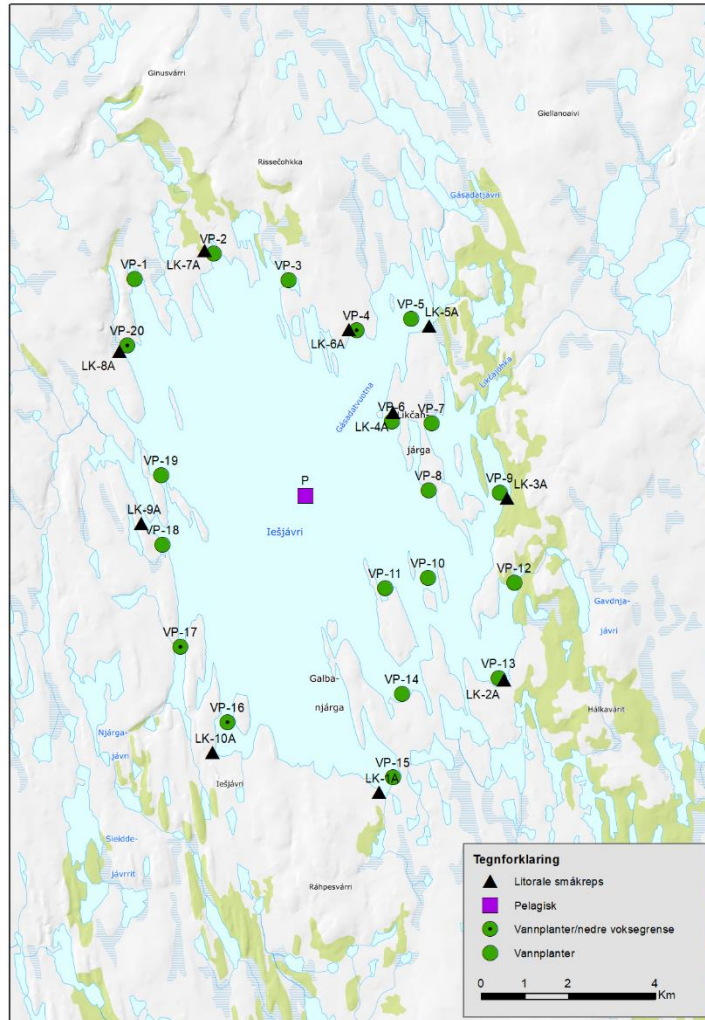 Ginusvárri
Giellanoaivi
Rissečohkka
Gásadatjávri
VP-2
LK-7A
VP-1
VP-3
VP-5
VP-4
LK-5A
LK-6A
VP-20
LK-8A
Likčajohka
Gásadatvuotna
VP-6
VP-7
LK-4A
járga
VP-19
VP-8
VP-9
LK-3A
P
LK-9A
Iešjávri
VP-18
VP-10
VP-11
VP-12
Gavdnja-
jávri
VP-17
VP-13
Galba-
njárga
VP-14
LK-2A
VP-16
Hálkavárit
Njárga-
jávri
LK-10A
VP-15
Iešjávri
LK-1A
Sleidde-
jávrrit
Ráhpesvárri
Tegnforklaring
Litorale småkreps
Pelagisk
Vannplanter/nedre voksegrense
Vannplanter
0 1 2 4
Km